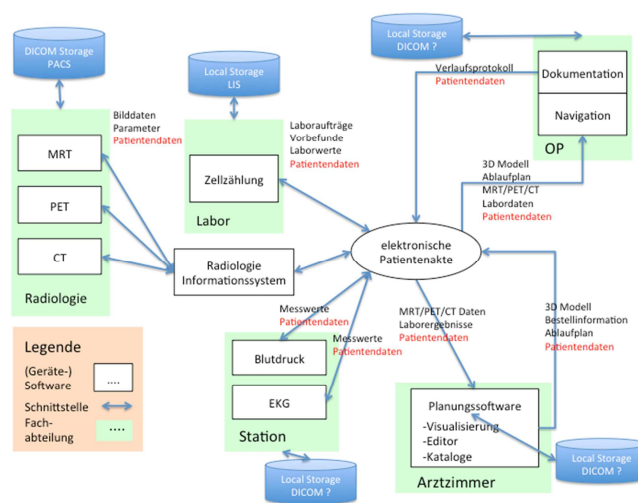 DICOM Storage
PACS
Local Storage
LIS
Local Storage
DICOM ?
Bilddaten
Parameter
Patientendaten
MRT
PET
CT
Radiologie
Laboraufträge
Vorbefunde
Laborwerte
Patientendaten
Zellzählung
Labor
Verlaufsprotokoll
Patientendaten
Dokumentation
Navigation
OP
3D Modell
Ablaufplan
MRT/PET/CT
Labordaten
Patientendaten
Radiologie
Informationssystem
elektronische
Patientenakte
Messwerte
Patientendaten
Messwerte
Patientendaten
Blutdruck
EKG
Station
Local Storage
DICOM ?
MRT/PET/CT Daten
Laborergebnisse
Patientendaten
3D Modell
Bestellinformation
Ablaufplan
Patientendaten
Planungssoftware
-Visualisierung
-Editor
-Kataloge
Arztzimmer
Local Storage
DICOM ?
Legende
(Geräte-)
Software
....
Schnittstelle
Fach-
abteilung
....